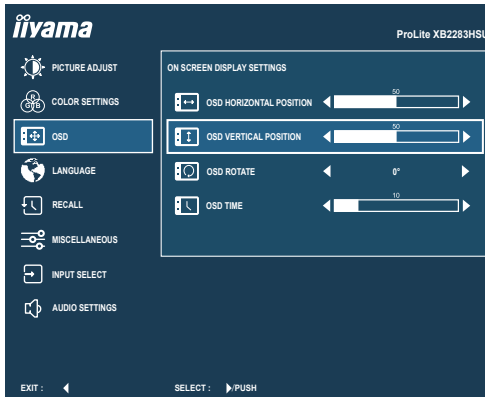 iiyama
ProLite XB2283HSU
PICTURE ADJUST
COLOR SETTINGS
R
G B
OSD
LANGUAGE
RECALL
MISCELLANEOUS
INPUT SELECT
AUDIO SETTINGS
ON SCREEN DISPLAY SETTINGS
OSD HORIZONTAL POSITION 50
OSD VERTICAL POSITION 50
OSD ROTATE 0°
OSD TIME 10
EXIT :
SELECT : /PUSH